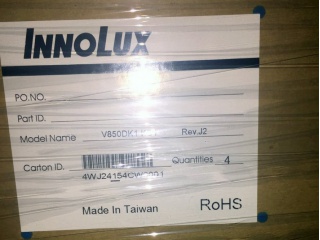 INNOLUX
PO.NO.
Part ID.
Model Name Rev.J2
Carton ID. Quantities 4
Made In Taiwan RoHS